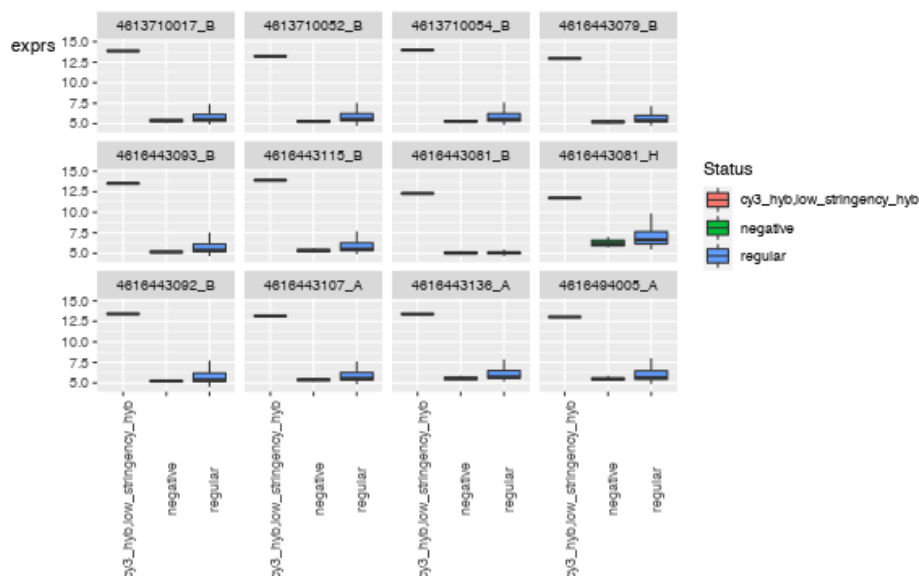 4613710017_B 4613710052_B 4613710054_B 4616443079_B
exprs
15.0
12.5
10.0
7.5
5.0
4616443093_B 4616443115_B 4616443081_B 4616443081_H
15.0
12.5
10.0
7.5
5.0
Status
cy3_hyb,low_stringency_hyb
negative
regular
4616443092_B 4616443107_A 4616443136_A 4616494005_A
15.0
12.5
10.0
7.5
5.0
cy3_hyb,low_stringency_hyb
negative
regular
cy3_hyb,low_stringency_hyb
negative
regular
cy3_hyb,low_stringency_hyb
negative
regular
cy3_hyb,low_stringency_hyb
negative
regular